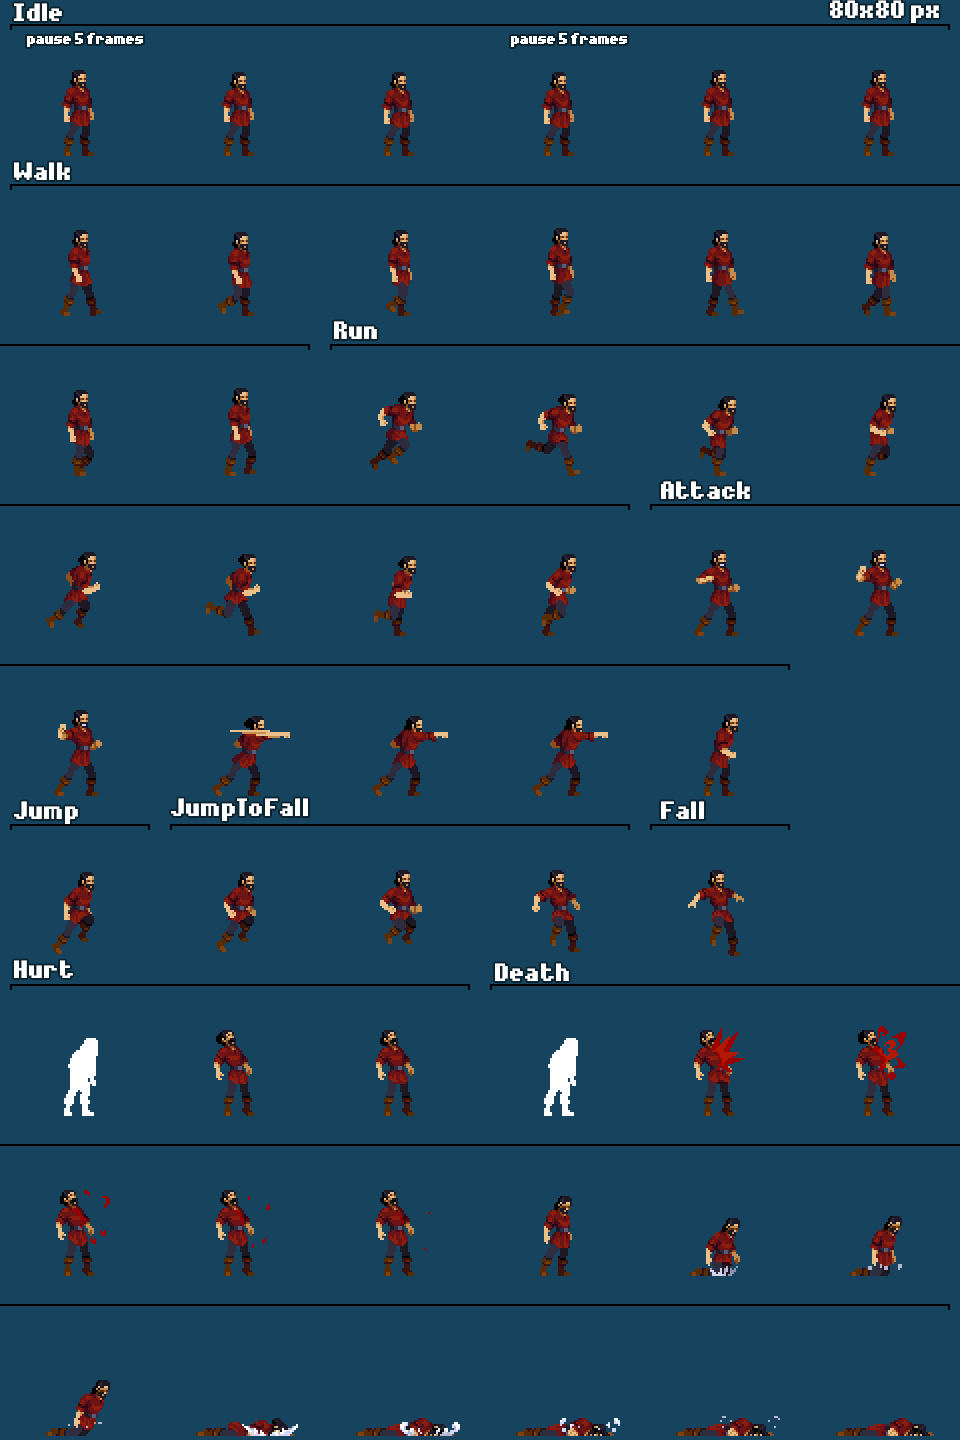 Idle
80x80 px
pause 5 frames
pause 5 frames
Walk
Run
Attack
Jump
JumpToFall
Fall
Hurt
Death